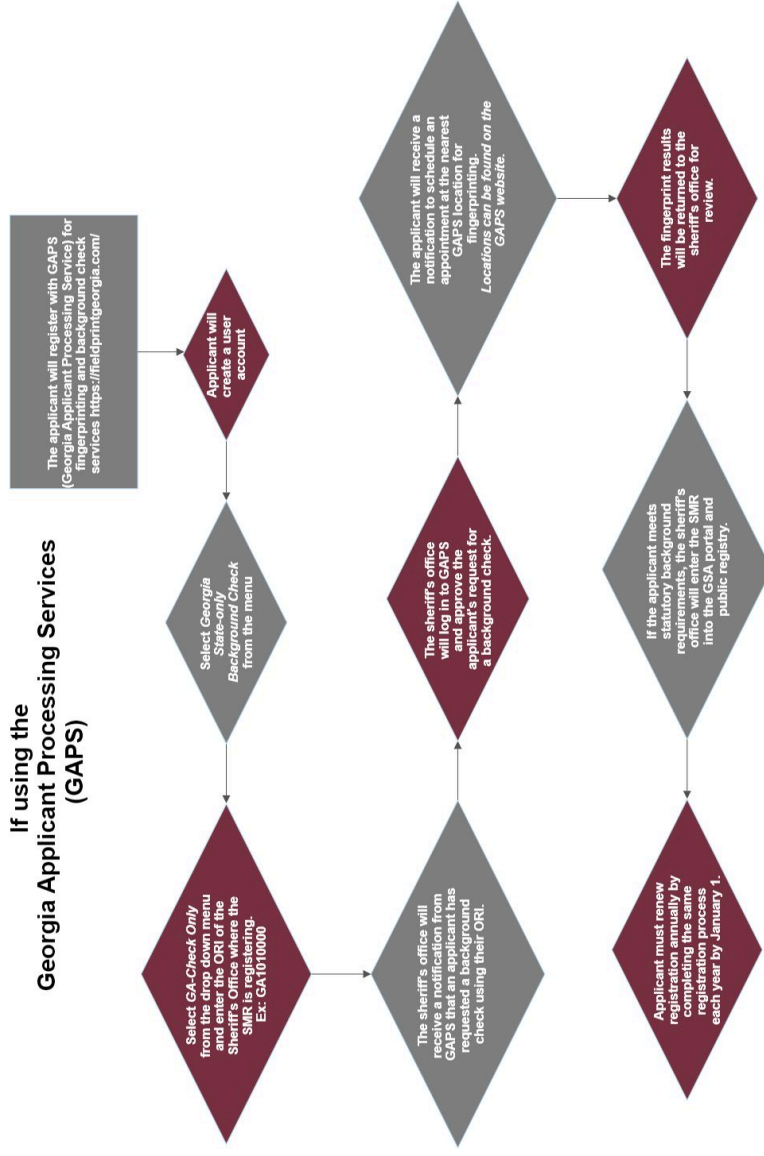 If using the
Georgia Applicant Processing Services
(GAPS)
The applicant will register with GAPS
(Georgia Applicant Processing Service) for
fingerprinting and background check
services https://fieldprintgeorgia.com/
Applicant will
create a user
account
Select Georgia
State-only
Background Check
from the menu
Select GA-Check Only
from the drop down menu
and enter the ORI of the
Sheriff's Office where the
SMR is registering.
Ex: GA1010000
The sheriff's office will
receive a notification from
GAPS that an applicant has
requested a background
check using their ORI.
The sheriff's office
will log in to GAPS
and approve the
applicant's request for
a background check.
The applicant will receive a
notification to schedule an
appointment at the nearest
GAPS location for
fingerprinting.
Locations can be found on the
GAPS website.
The fingerprint results
will be returned to the
sheriff's office for
review.
If the applicant meets
statutory background
requirements, the sheriff's
office will enter the SMR
into the GSA portal and
public registry.
Applicant must renew
registration annually by
completing the same
registration process
each year by January 1.